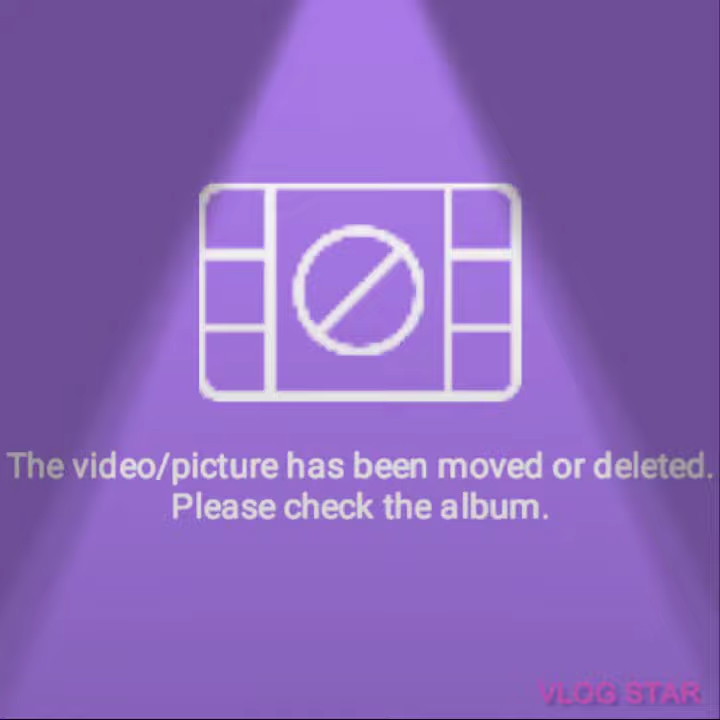 The video/picture has been moved or deleted.
Please check the album.
VLOG STAR